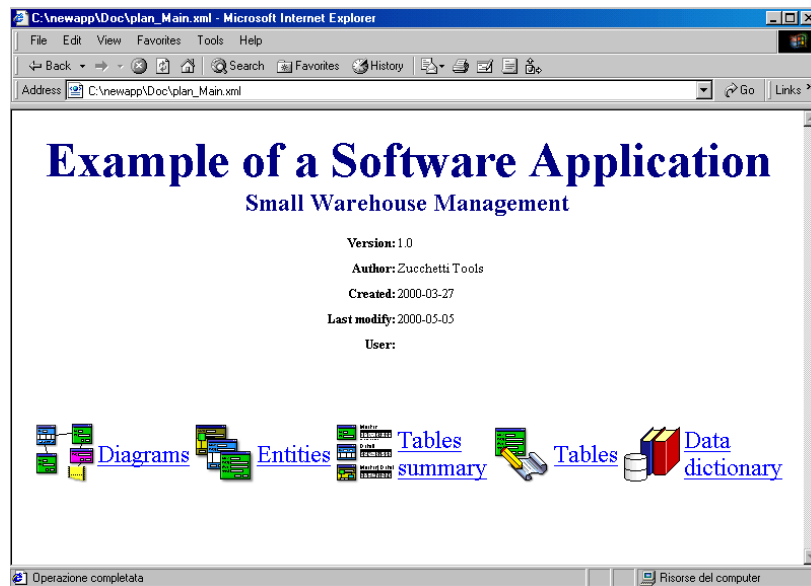 C:\newapp\Doc\plan_Main.xml - Microsoft Internet Explorer
File Edit View Favorites Tools Help
Back Search Favorites History
Address C:\newapp\Doc\plan_Main.xml Go Links »
Example of a Software Application
Small Warehouse Management
Version: 1.0
Author: Zucchetti Tools
Created: 2000-03-27
Last modify: 2000-05-05
User:
Diagrams Entities Tables summary Tables Data dictionary
Operazione completata Risorse del computer